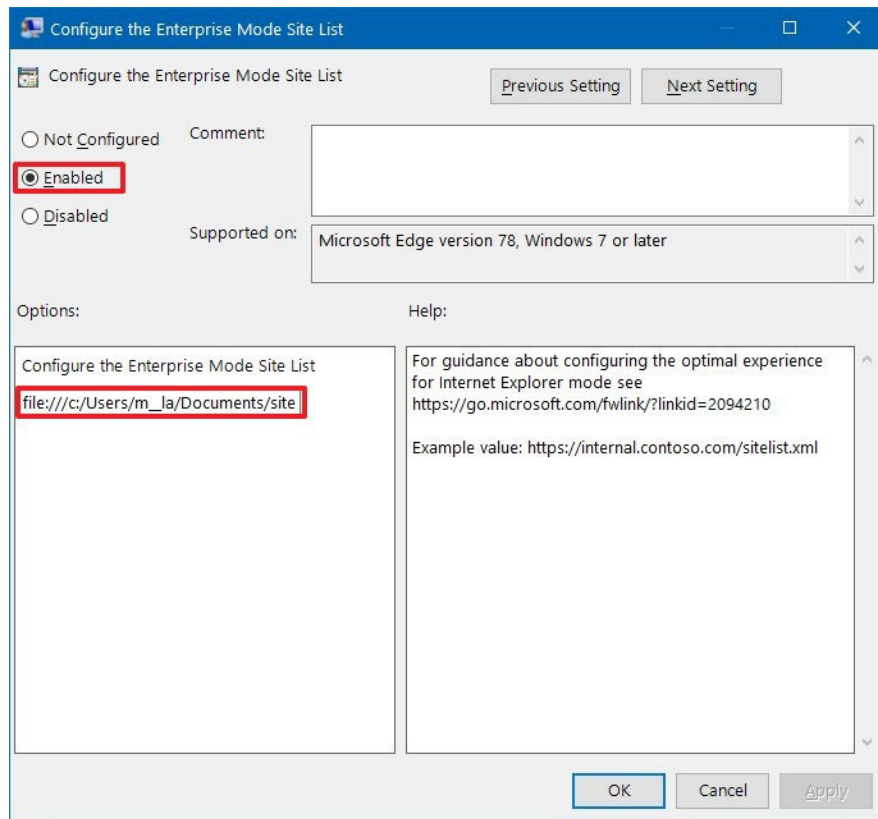 Configure the Enterprise Mode Site List
Configure the Enterprise Mode Site List
Previous Setting
Next Setting
Not Configured
Comment:
Enabled
Disabled
Supported on:
Microsoft Edge version 78, Windows 7 or later
Options:
Help:
Configure the Enterprise Mode Site List
file:///c:/Users/m__la/Documents/site
For guidance about configuring the optimal experience
for Internet Explorer mode see
https://go.microsoft.com/fwlink/?linkid=2094210
Example value: https://internal.contoso.com/sitelist.xml
OK
Cancel
Apply